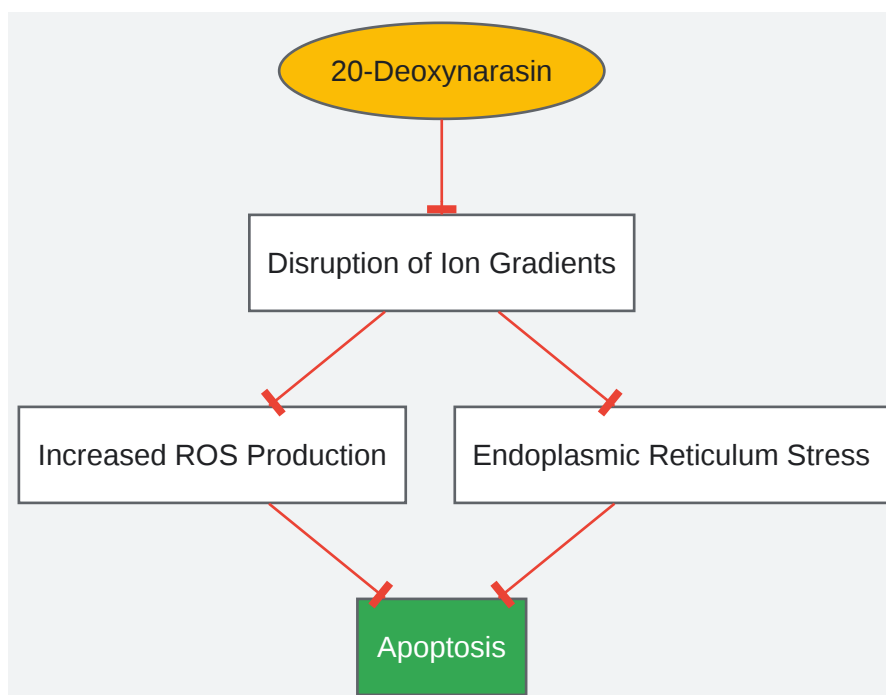 20-Deoxynarasin
Disruption of Ion Gradients
Increased ROS Production
Endoplasmic Reticulum Stress
Apoptosis